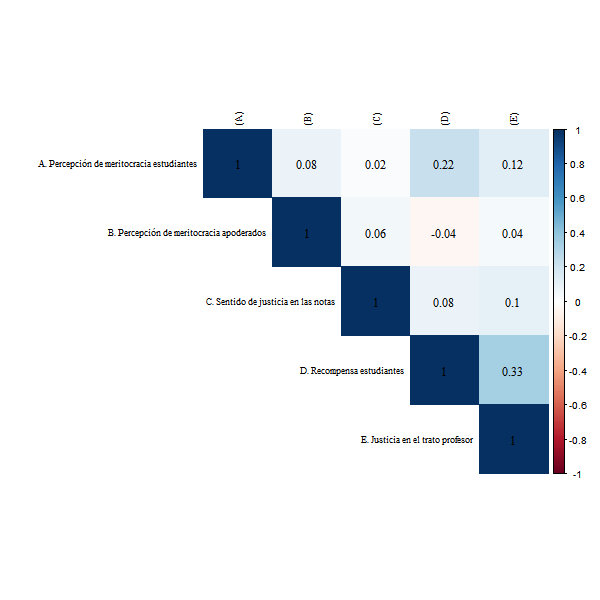 (A) (B) (C) (D) (E)
A. Percepción de meritocracia estudiantes 1 0.08 0.02 0.22 0.12
B. Percepción de meritocracia apoderados 1 0.06 -0.04 0.04
C. Sentido de justicia en las notas 1 0.08 0.1
D. Recompensa estudiantes 1 0.33
E. Justicia en el trato profesor 1
1
0.8
0.6
0.4
0.2
0
-0.2
-0.4
-0.6
-0.8
-1